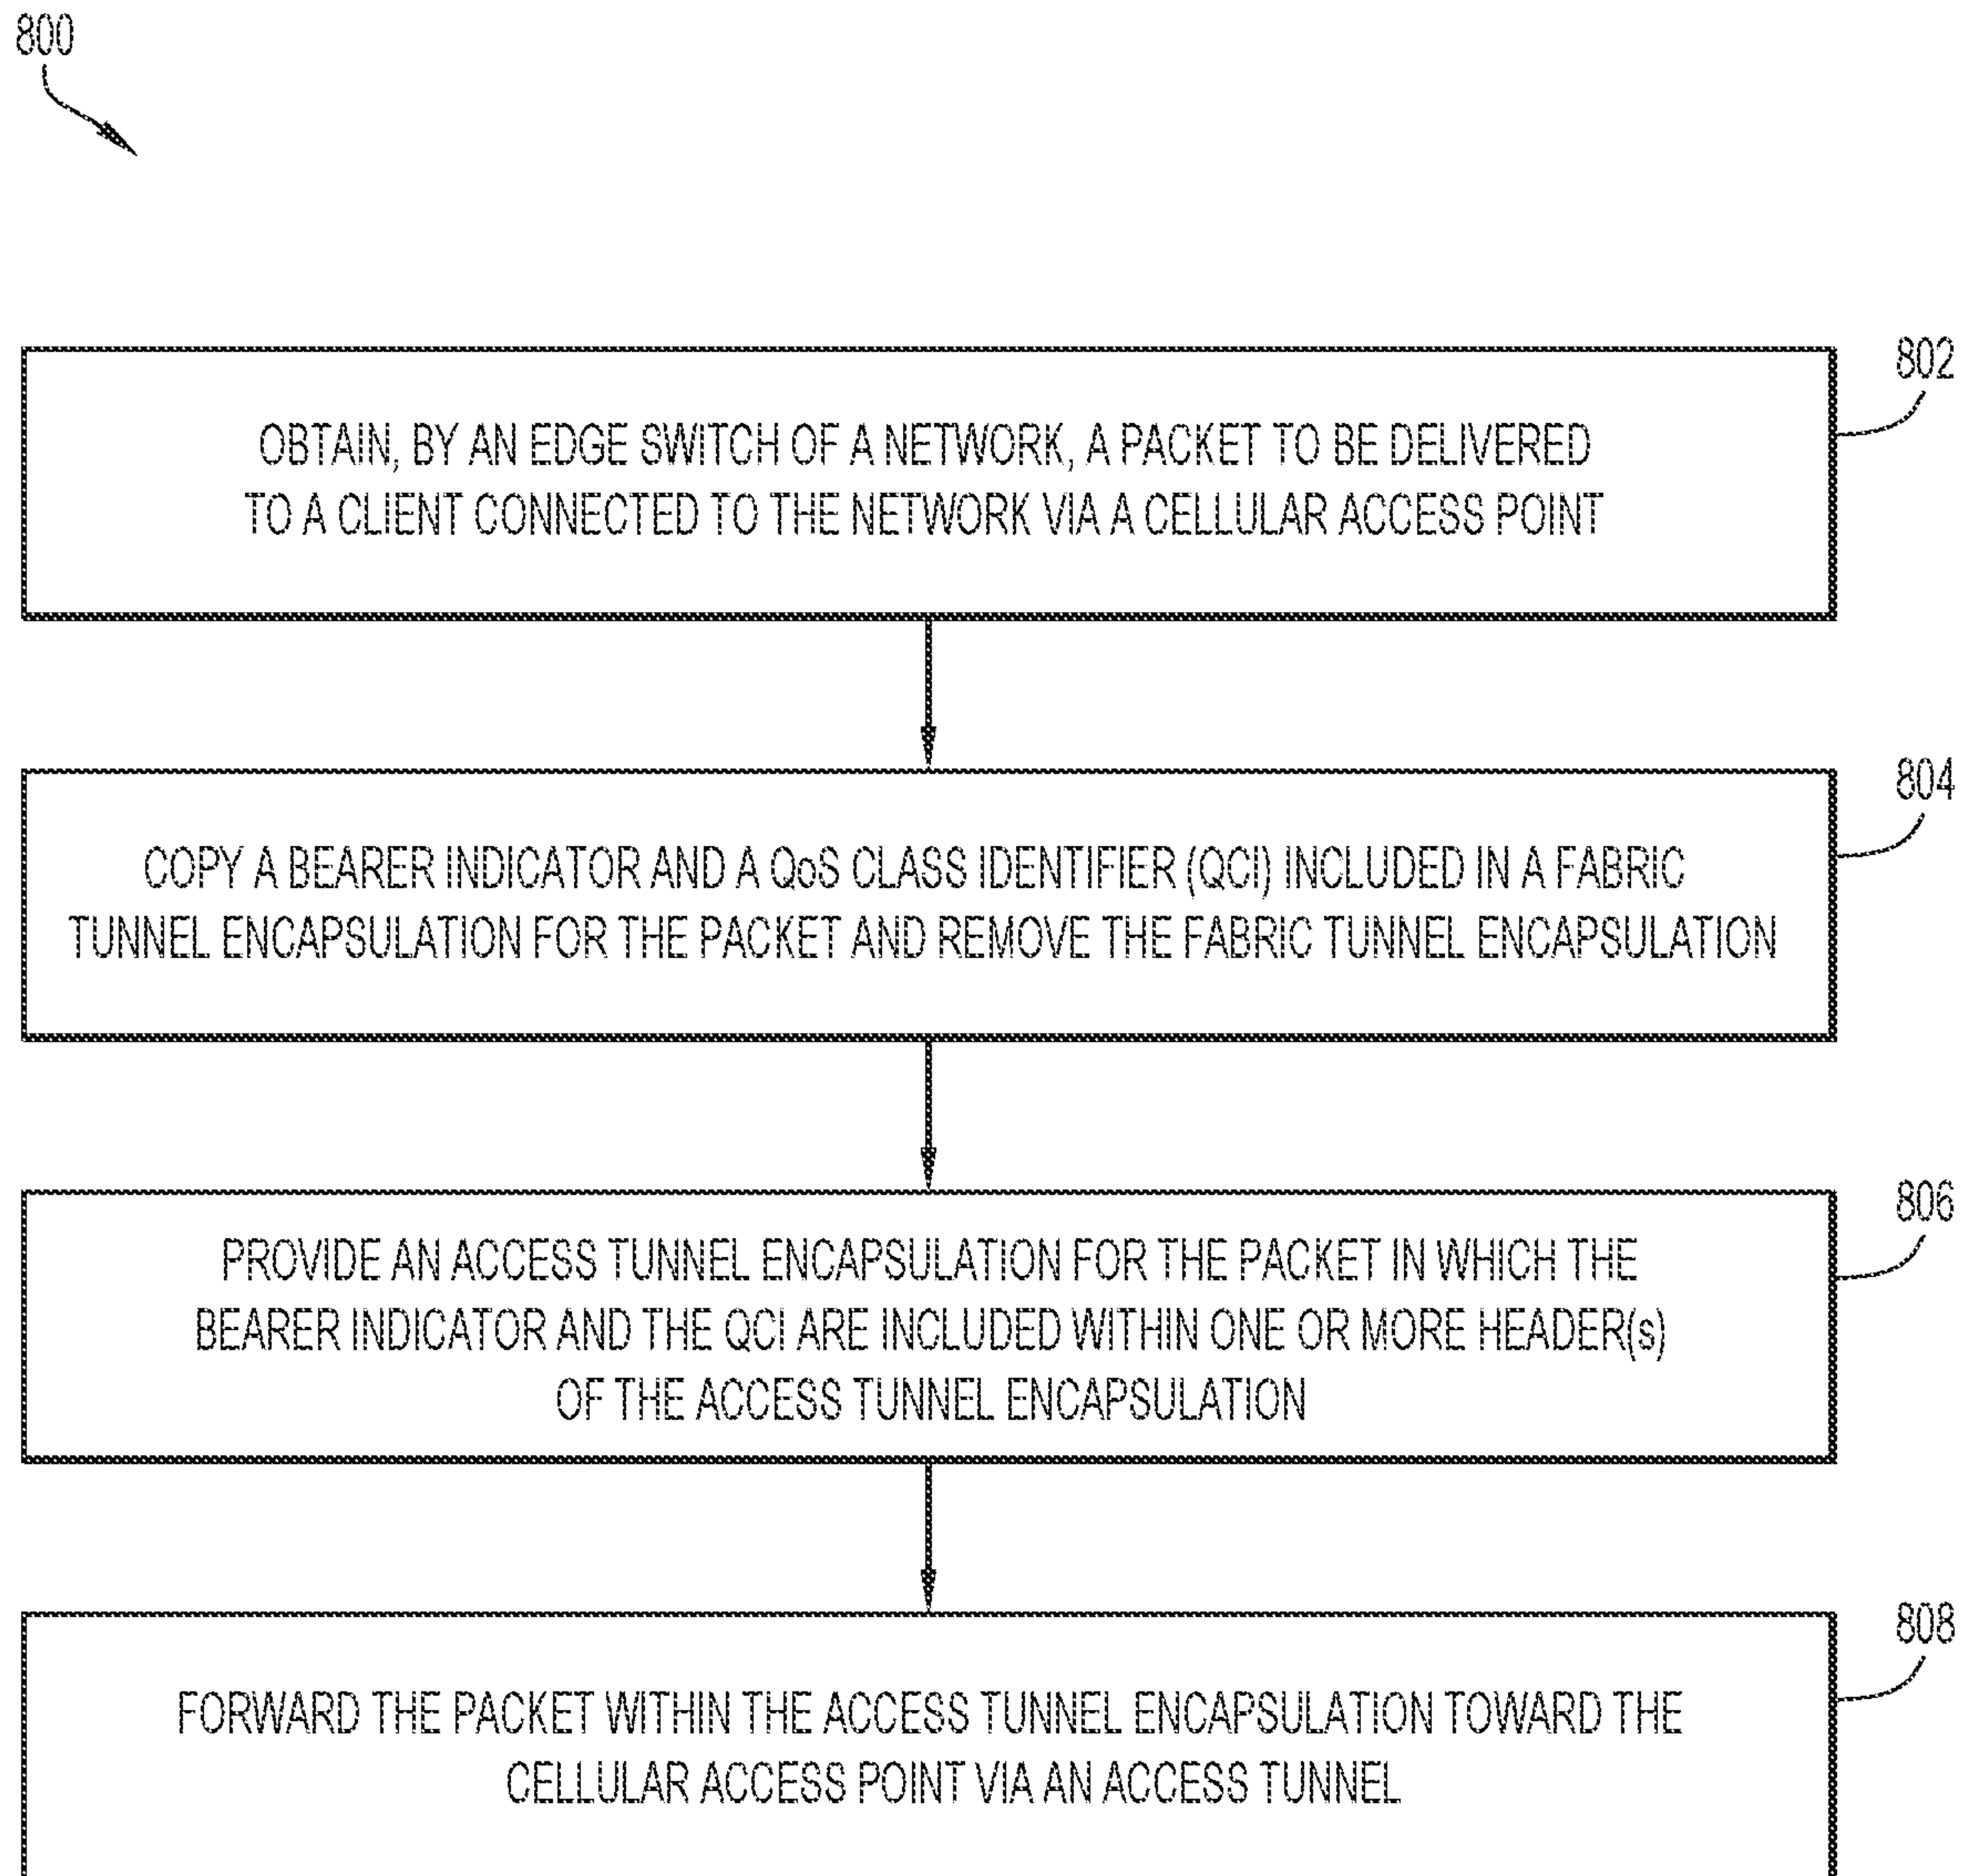 800
802
OBTAIN, BY AN EDGE SWITCH OF A NETWORK, A PACKET TO BE DELIVERED
TO A CLIENT CONNECTED TO THE NETWORK VIA A CELLULAR ACCESS POINT
804
COPY A BEARER INDICATOR AND A QoS CLASS IDENTIFIER (QCI) INCLUDED IN A FABRIC
TUNNEL ENCAPSULATION FOR THE PACKET AND REMOVE THE FABRIC TUNNEL ENCAPSULATION
806
PROVIDE AN ACCESS TUNNEL ENCAPSULATION FOR THE PACKET IN WHICH THE
BEARER INDICATOR AND THE QCI ARE INCLUDED WITHIN ONE OR MORE HEADER(s)
OF THE ACCESS TUNNEL ENCAPSULATION
808
FORWARD THE PACKET WITHIN THE ACCESS TUNNEL ENCAPSULATION TOWARD THE
CELLULAR ACCESS POINT VIA AN ACCESS TUNNEL